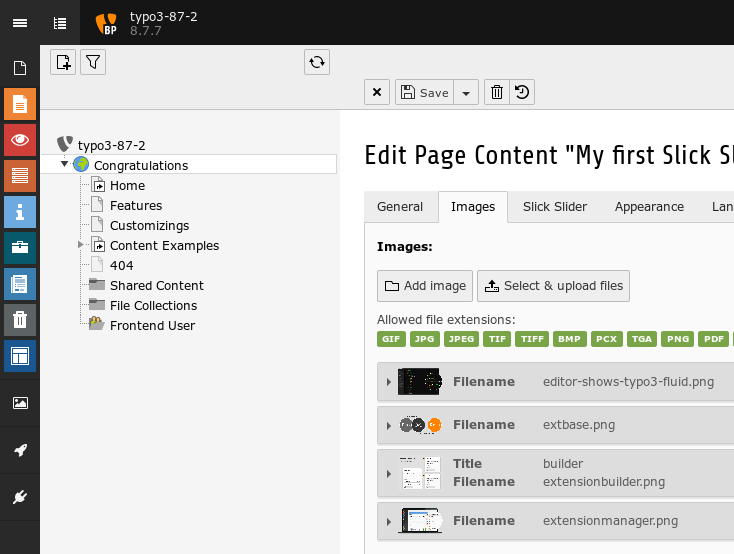 typo3-87-2
BP
8.7.7
Save
typo3-87-2
Congratulations
Home
Features
Customizings
Content Examples
404
Shared Content
File Collections
Frontend User
Edit Page Content "My first Slick Sl
General Images Slick Slider Appearance Lan
Images:
Add image Select & upload files
Allowed file extensions:
GIF JPG JPEG TIF TIFF BMP PCX TGA PNG PDF
Filename editor-shows-typo3-fluid.png
Filename extbase.png
Title builder
Filename extensionbuilder.png
Filename extensionmanager.png